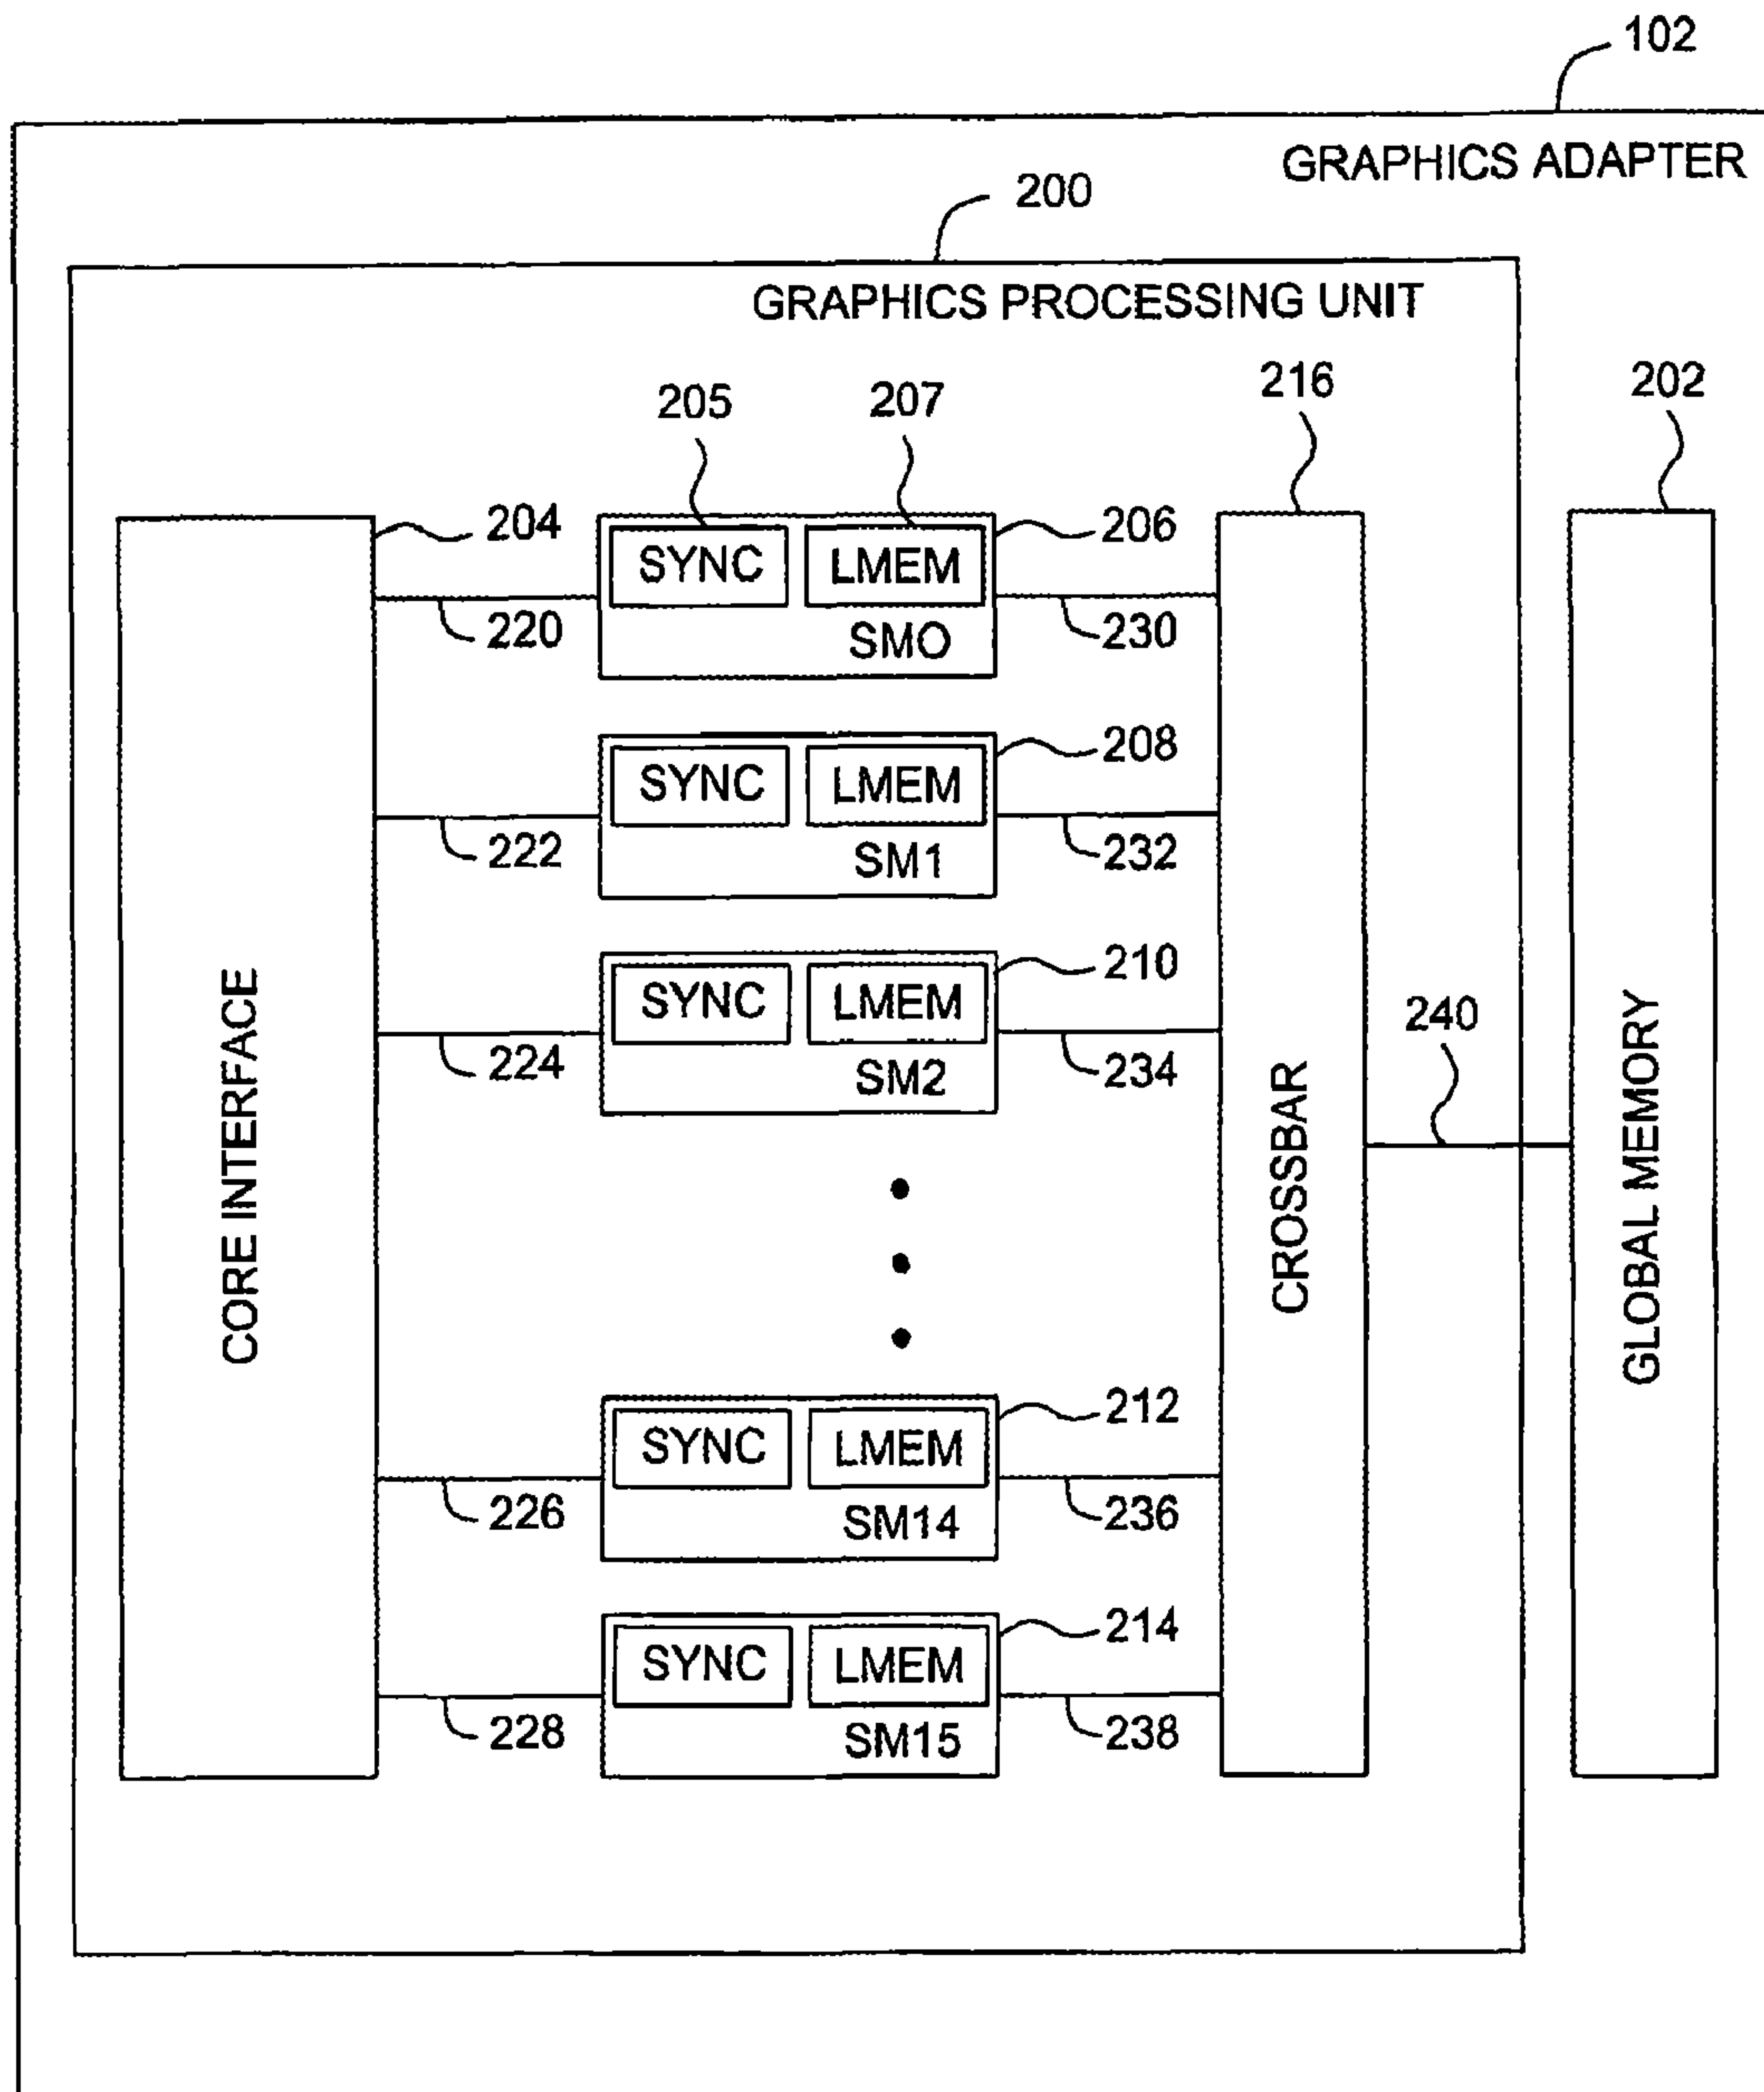 102
GRAPHICS ADAPTER
200
GRAPHICS PROCESSING UNIT
205
207
216
202
204
SYNC
LMEM
206
220
SMO
230
SYNC
LMEM
208
222
SM1
232
SYNC
LMEM
210
224
SM2
234
240
CORE INTERFACE
CROSSBAR
GLOBAL MEMORY
SYNC
LMEM
212
226
SM14
236
SYNC
LMEM
214
228
SM15
238